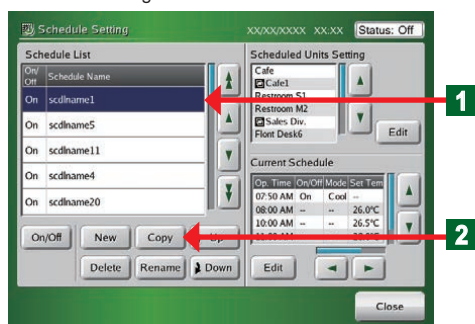 Schedule Setting
XX/XX/XXXX XX:XX
Status: Off
Schedule List
On/Off Schedule Name
On scdlname1
On scdlname5
On scdlname11
On scdlname4
On scdlname20
On/Off New Copy Up
Delete Rename Down
Scheduled Units Setting
Cafe
Cafe1
Restroom S1
Restroom M2
Sales Div.
Flont Desk6
Edit
Current Schedule
Op. Time On/Off Mode Set Tem
07:50 AM On Cool --
08:00 AM -- -- 26.0°C
10:00 AM -- -- 26.5°C
Edit
Close
1
2